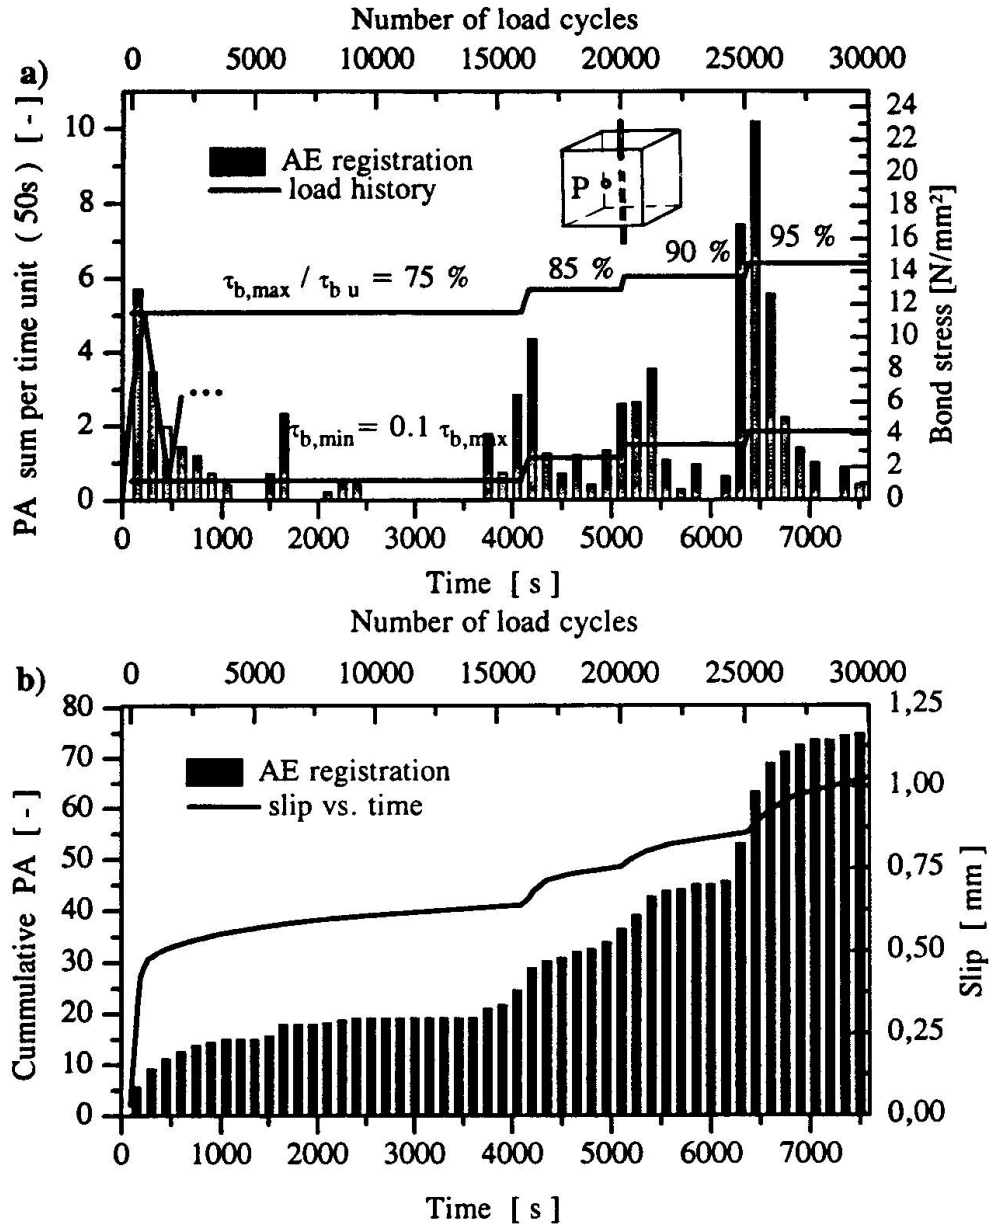 Number of load cycles
0 5000 10000 15000 20000 25000 30000
a)
PA sum per time unit ( 50s ) [ - ]
10
8
6
4
2
0
AE registration
load history
P
τb,max / τb u = 75 %
85 %
90 %
95 %
τb,min = 0.1 τb,max
24
22
20
18
16
14
12
10
8
6
4
2
0
Bond stress [N/mm²]
0 1000 2000 3000 4000 5000 6000 7000
Time [ s ]
Number of load cycles
0 5000 10000 15000 20000 25000 30000
b)
Cummulative PA [ - ]
80
70
60
50
40
30
20
10
0
AE registration
slip vs. time
1,25
1,00
0,75
0,50
0,25
0,00
Slip [ mm ]
0 1000 2000 3000 4000 5000 6000 7000
Time [ s ]